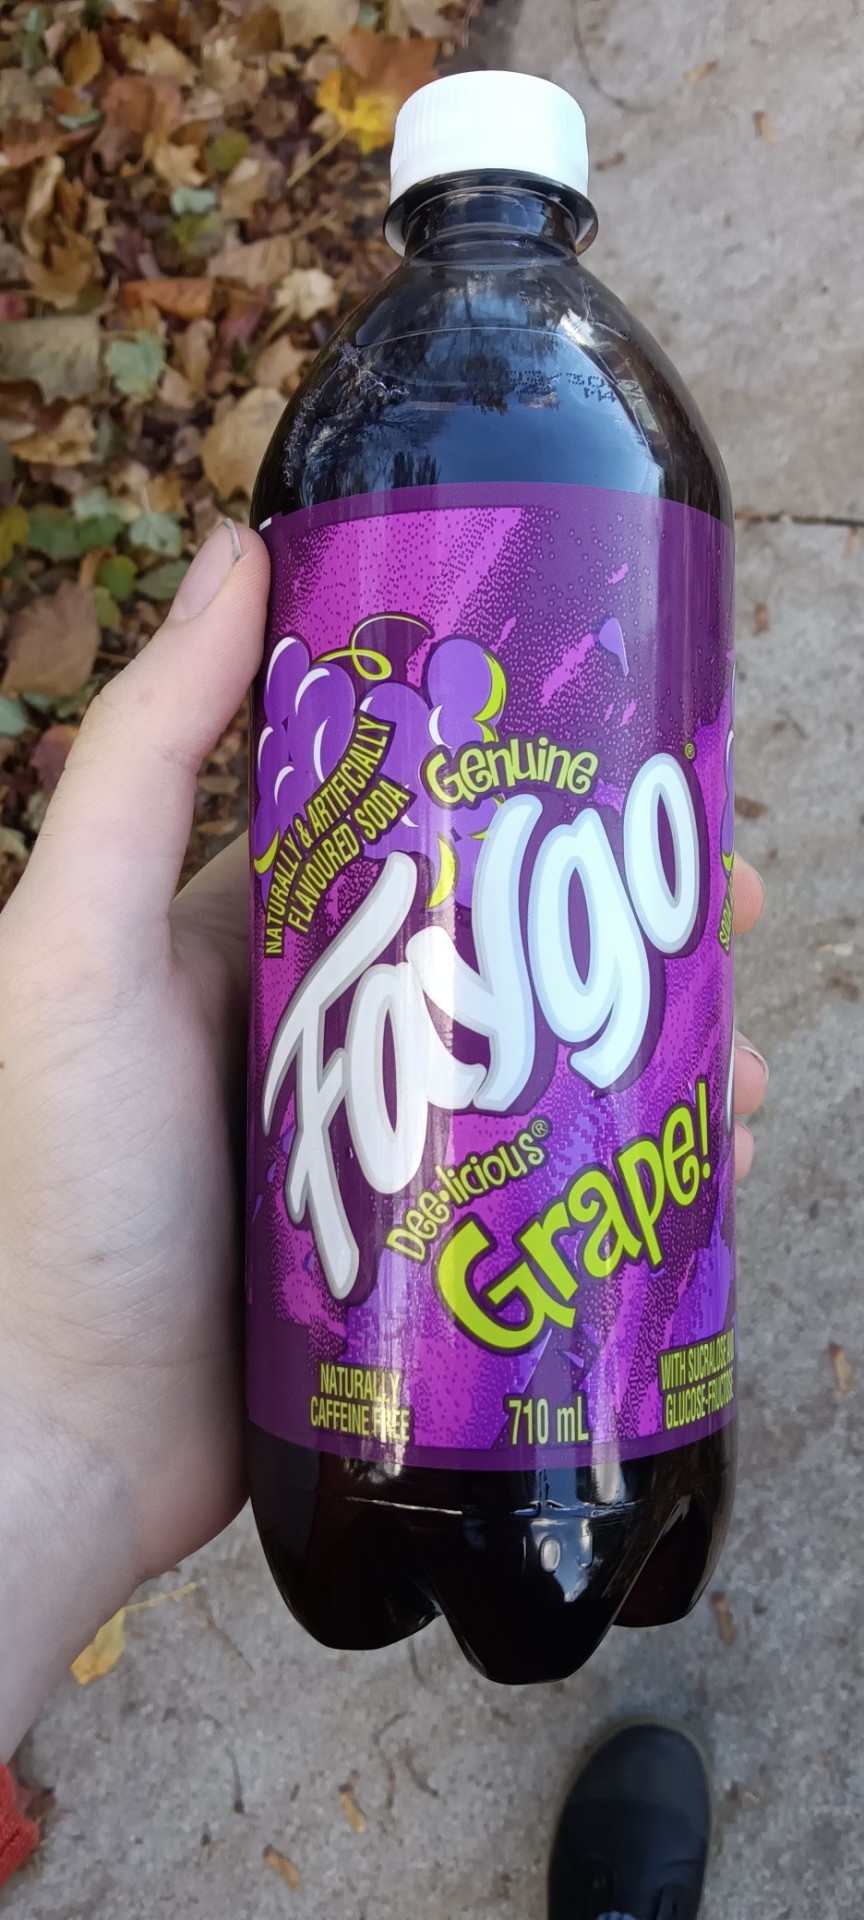 Genuine
NATURALLY & ARTIFICIALLY
FLAVOURED SODA
Faygo®
Dee•licious®
Grape!
NATURALLY
CAFFEINE FREE
710 mL
WITH SUCRALOSE
GLUCOSE-FRUCTOSE